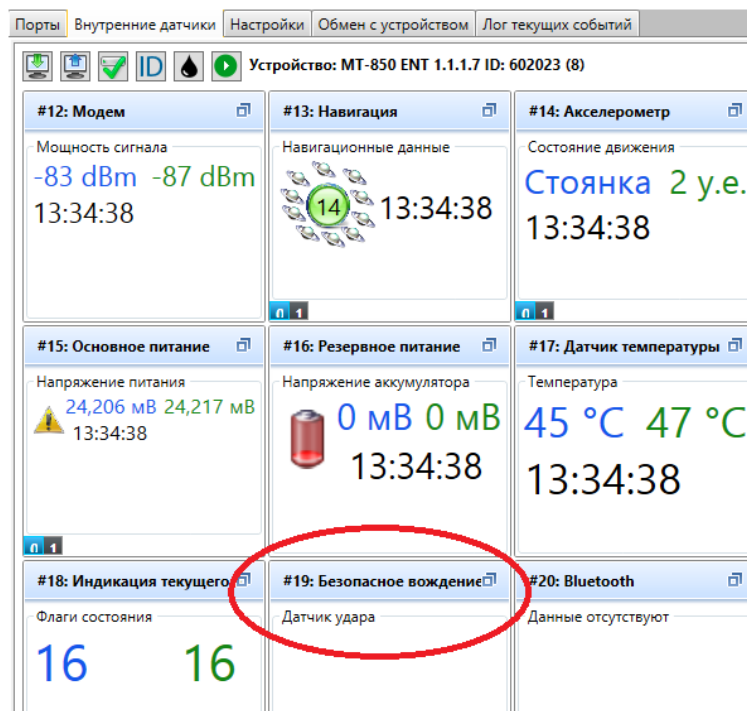 Порты Внутренние датчики Настройки Обмен с устройством Лог текущих событий
ID Устройство: MT-850 ENT 1.1.1.7 ID: 602023 (8)
#12: Модем #13: Навигация #14: Акселерометр
Мощность сигнала Навигационные данные Состояние движения
-83 dBm -87 dBm 14 13:34:38 Стоянка 2 у.е.
13:34:38 13:34:38
0 1 0 1
#15: Основное питание #16: Резервное питание #17: Датчик температуры
Напряжение питания Напряжение аккумулятора Температура
24,206 мВ 24,217 мВ 0 мВ 0 мВ 45 °C 47 °C
13:34:38 13:34:38 13:34:38
0 1
#18: Индикация текущего #19: Безопасное вождение #20: Bluetooth
Флаги состояния Датчик удара Данные отсутствуют
16 16